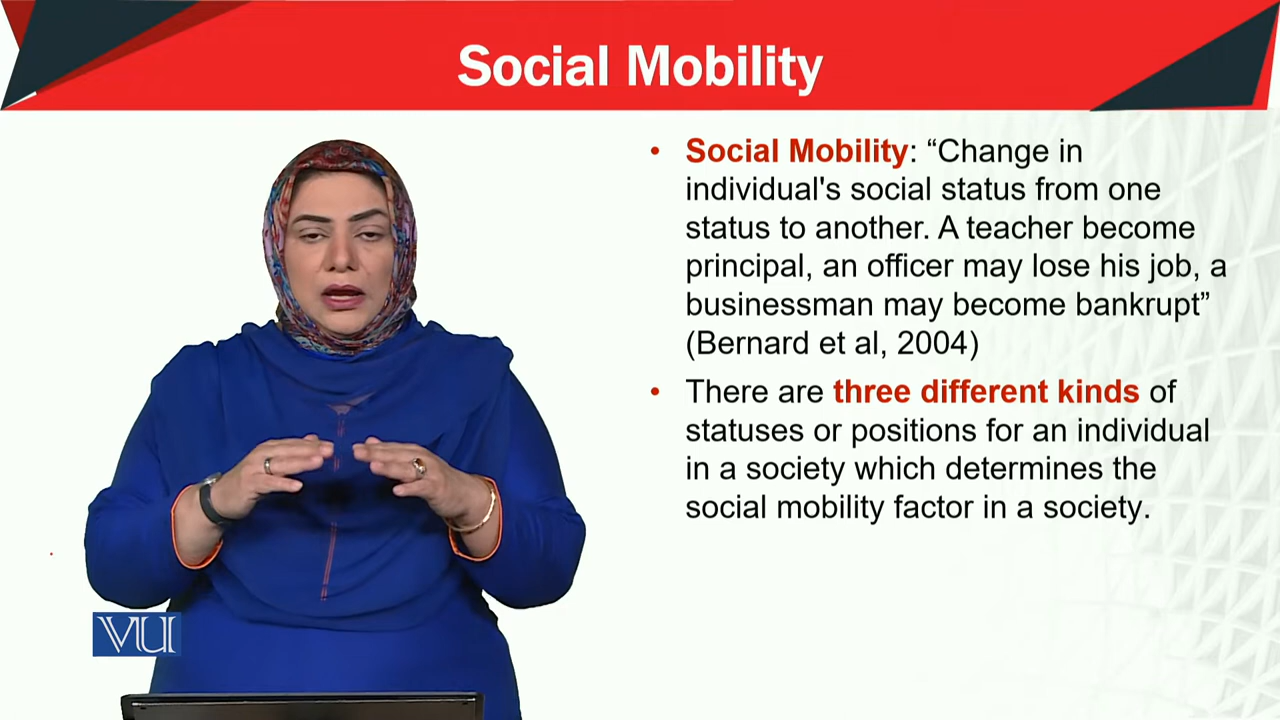 Social Mobility
• Social Mobility: “Change in
individual's social status from one
status to another. A teacher become
principal, an officer may lose his job, a
businessman may become bankrupt”
(Bernard et al, 2004)
• There are three different kinds of
statuses or positions for an individual
in a society which determines the
social mobility factor in a society.
VU